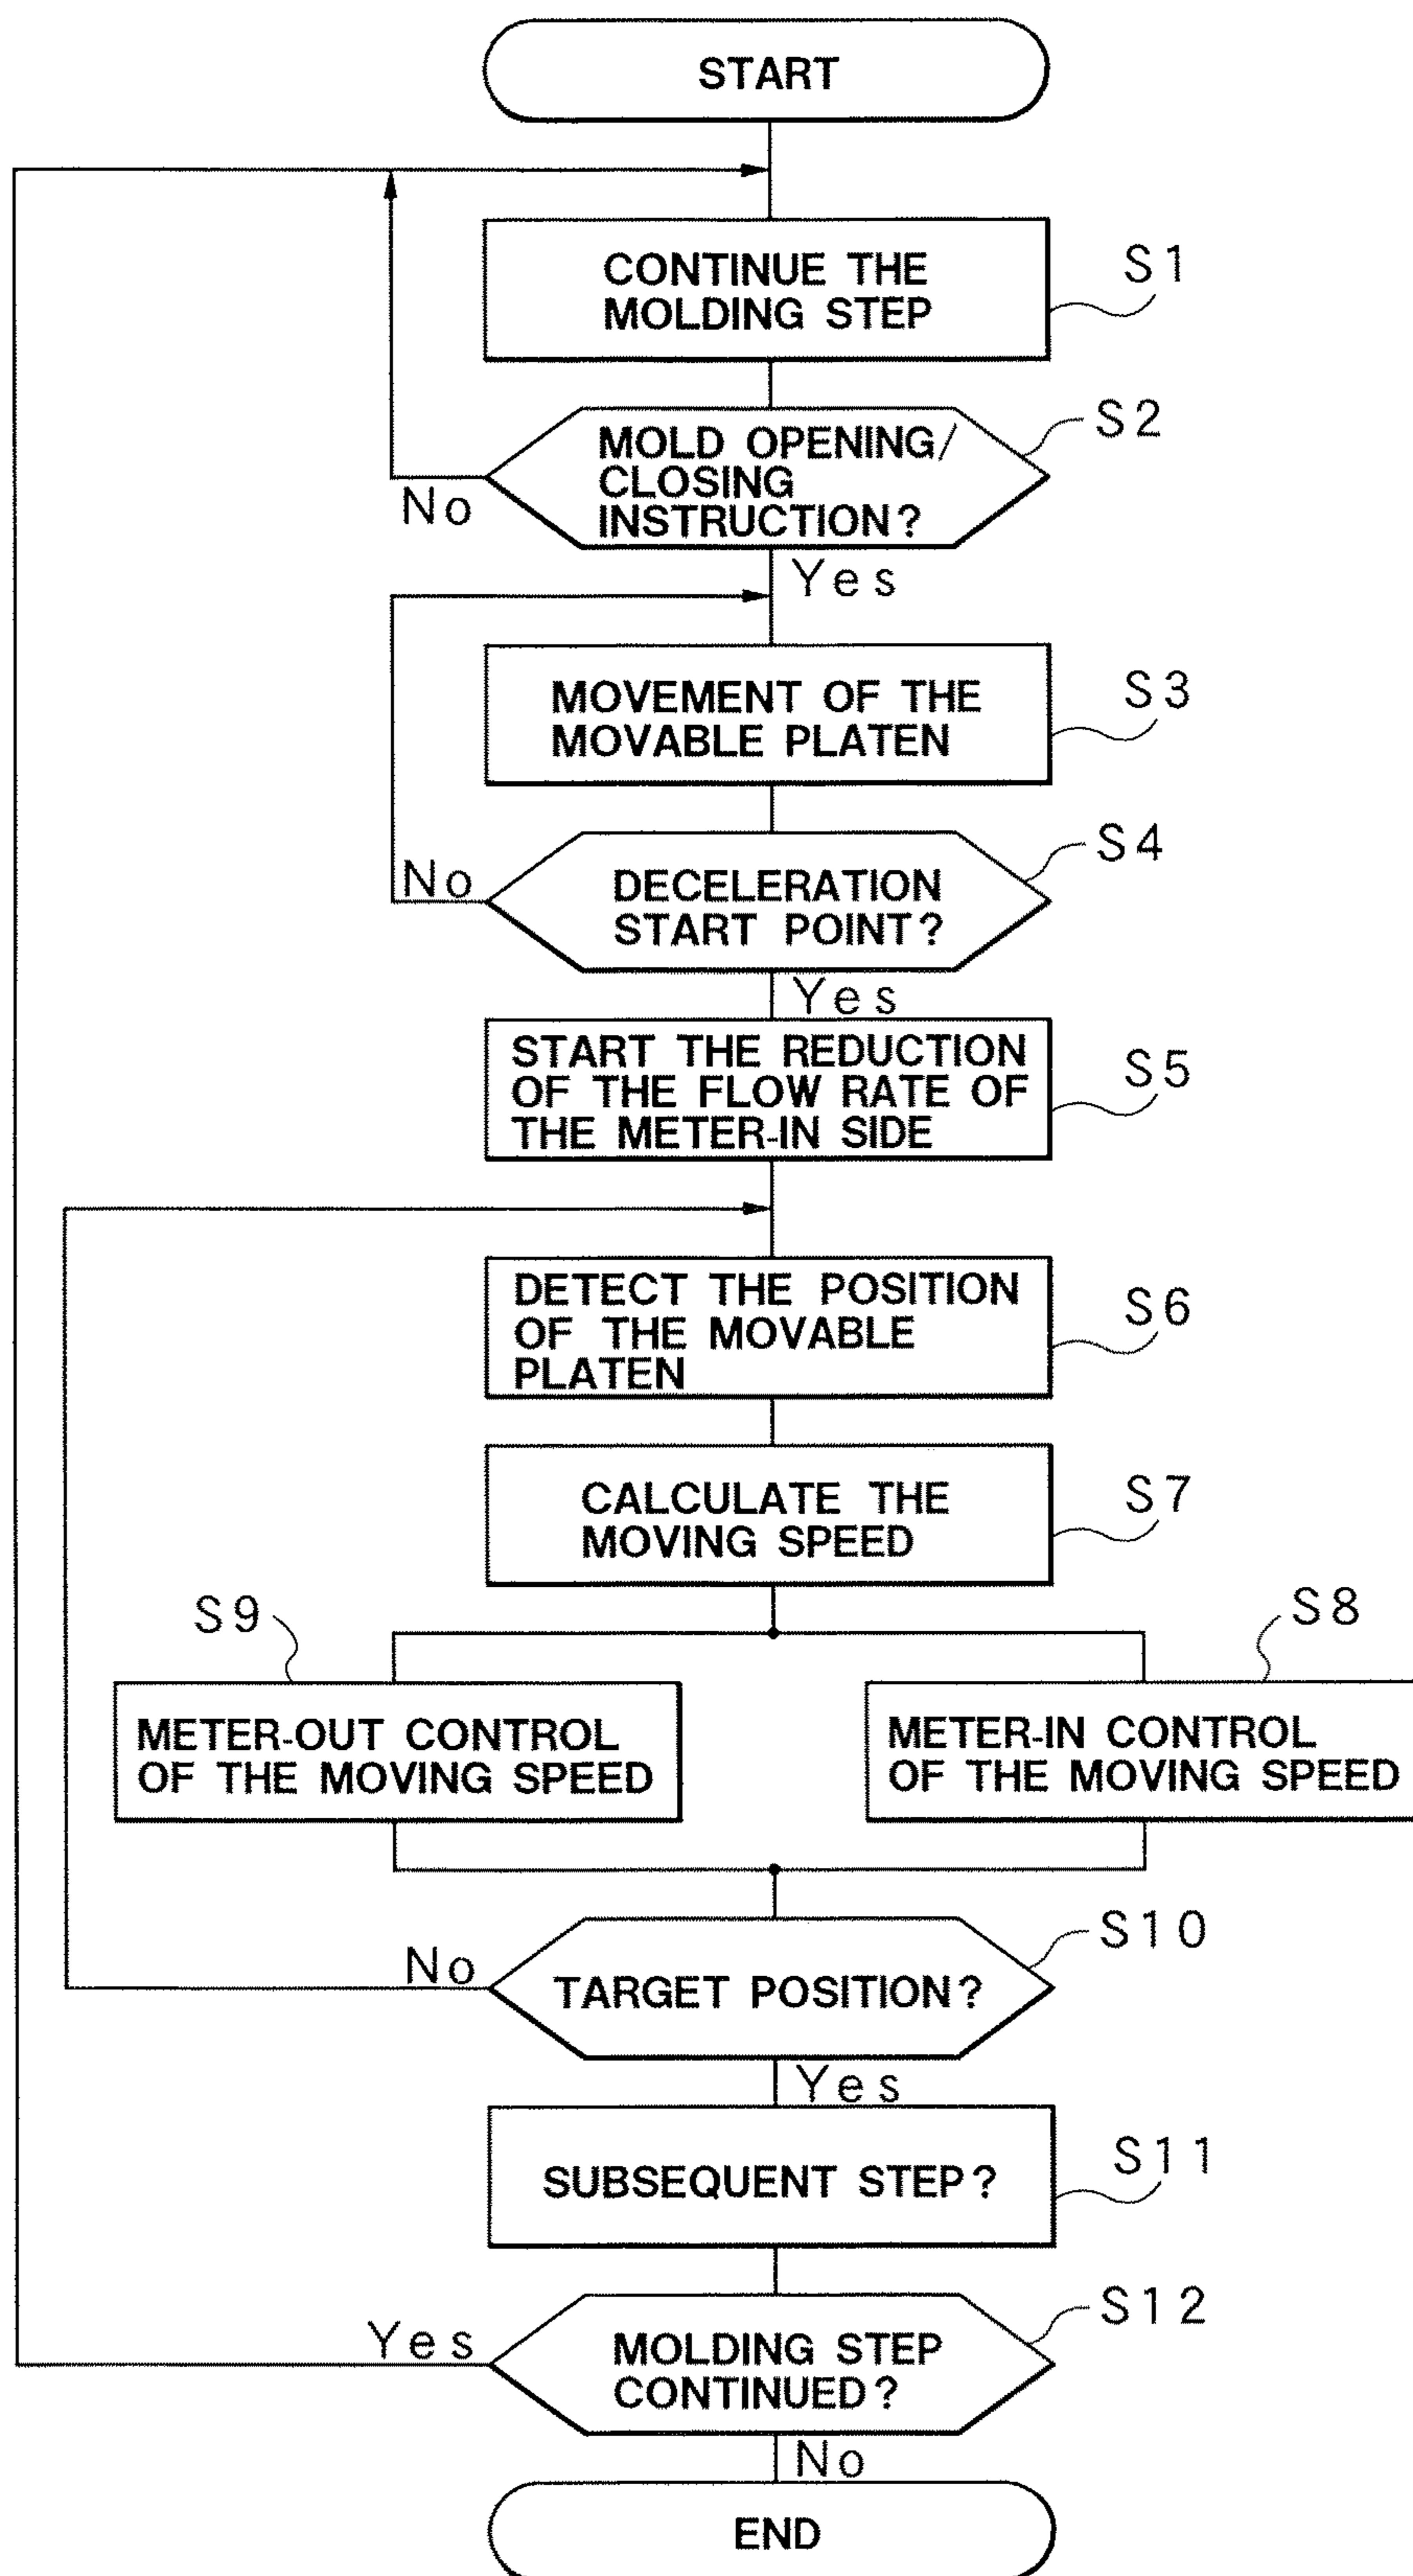 START
CONTINUE THE
MOLDING STEP
S1
MOLD OPENING/
CLOSING
INSTRUCTION?
S2
No
Yes
MOVEMENT OF THE
MOVABLE PLATEN
S3
DECELERATION
START POINT?
S4
No
Yes
START THE REDUCTION
OF THE FLOW RATE OF
THE METER-IN SIDE
S5
DETECT THE POSITION
OF THE MOVABLE
PLATEN
S6
CALCULATE THE
MOVING SPEED
S7
S9
METER-OUT CONTROL
OF THE MOVING SPEED
S8
METER-IN CONTROL
OF THE MOVING SPEED
TARGET POSITION?
S10
No
Yes
SUBSEQUENT STEP?
S11
MOLDING STEP
CONTINUED?
S12
Yes
No
END